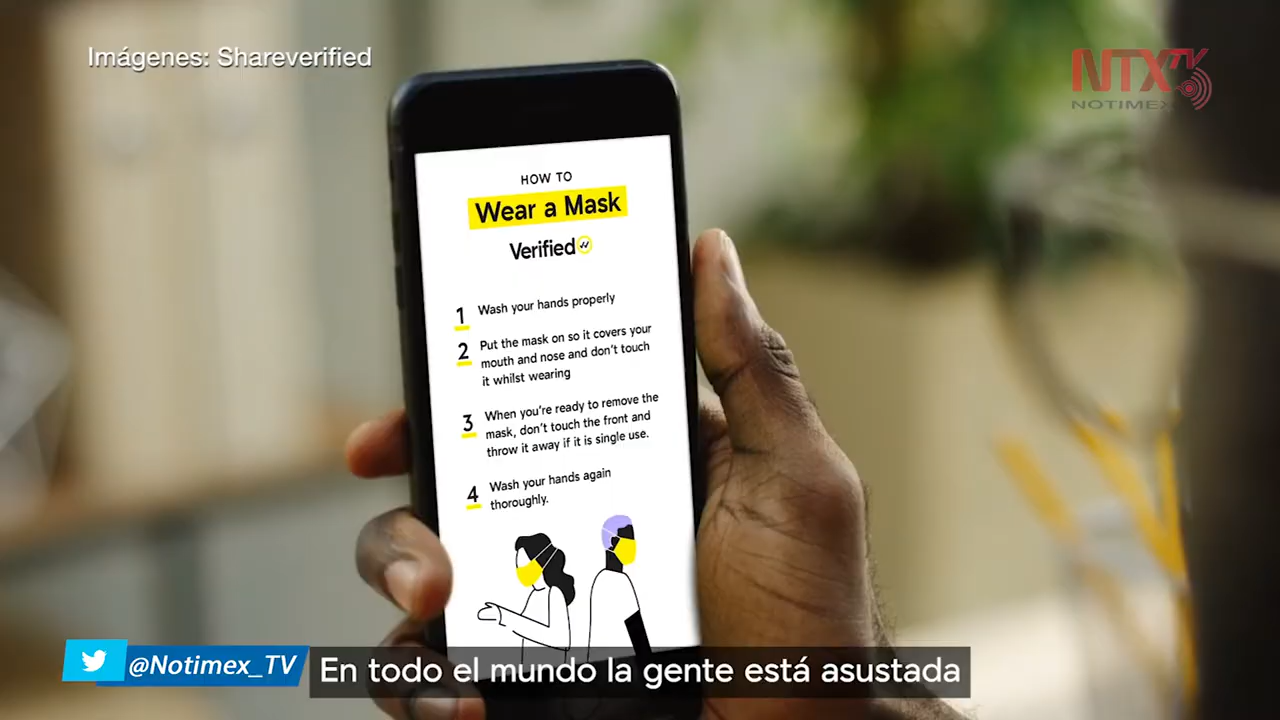 Imágenes: Shareverified
NTXTV
NOTIMEX
HOW TO
Wear a Mask
Verified
1 Wash your hands properly
2 Put the mask on so it covers your
mouth and nose and don't touch
it whilst wearing
3 When you're ready to remove the
mask, don't touch the front and
throw it away if it is single use.
4 Wash your hands again
thoroughly.
@Notimex_TV
En todo el mundo la gente está asustada